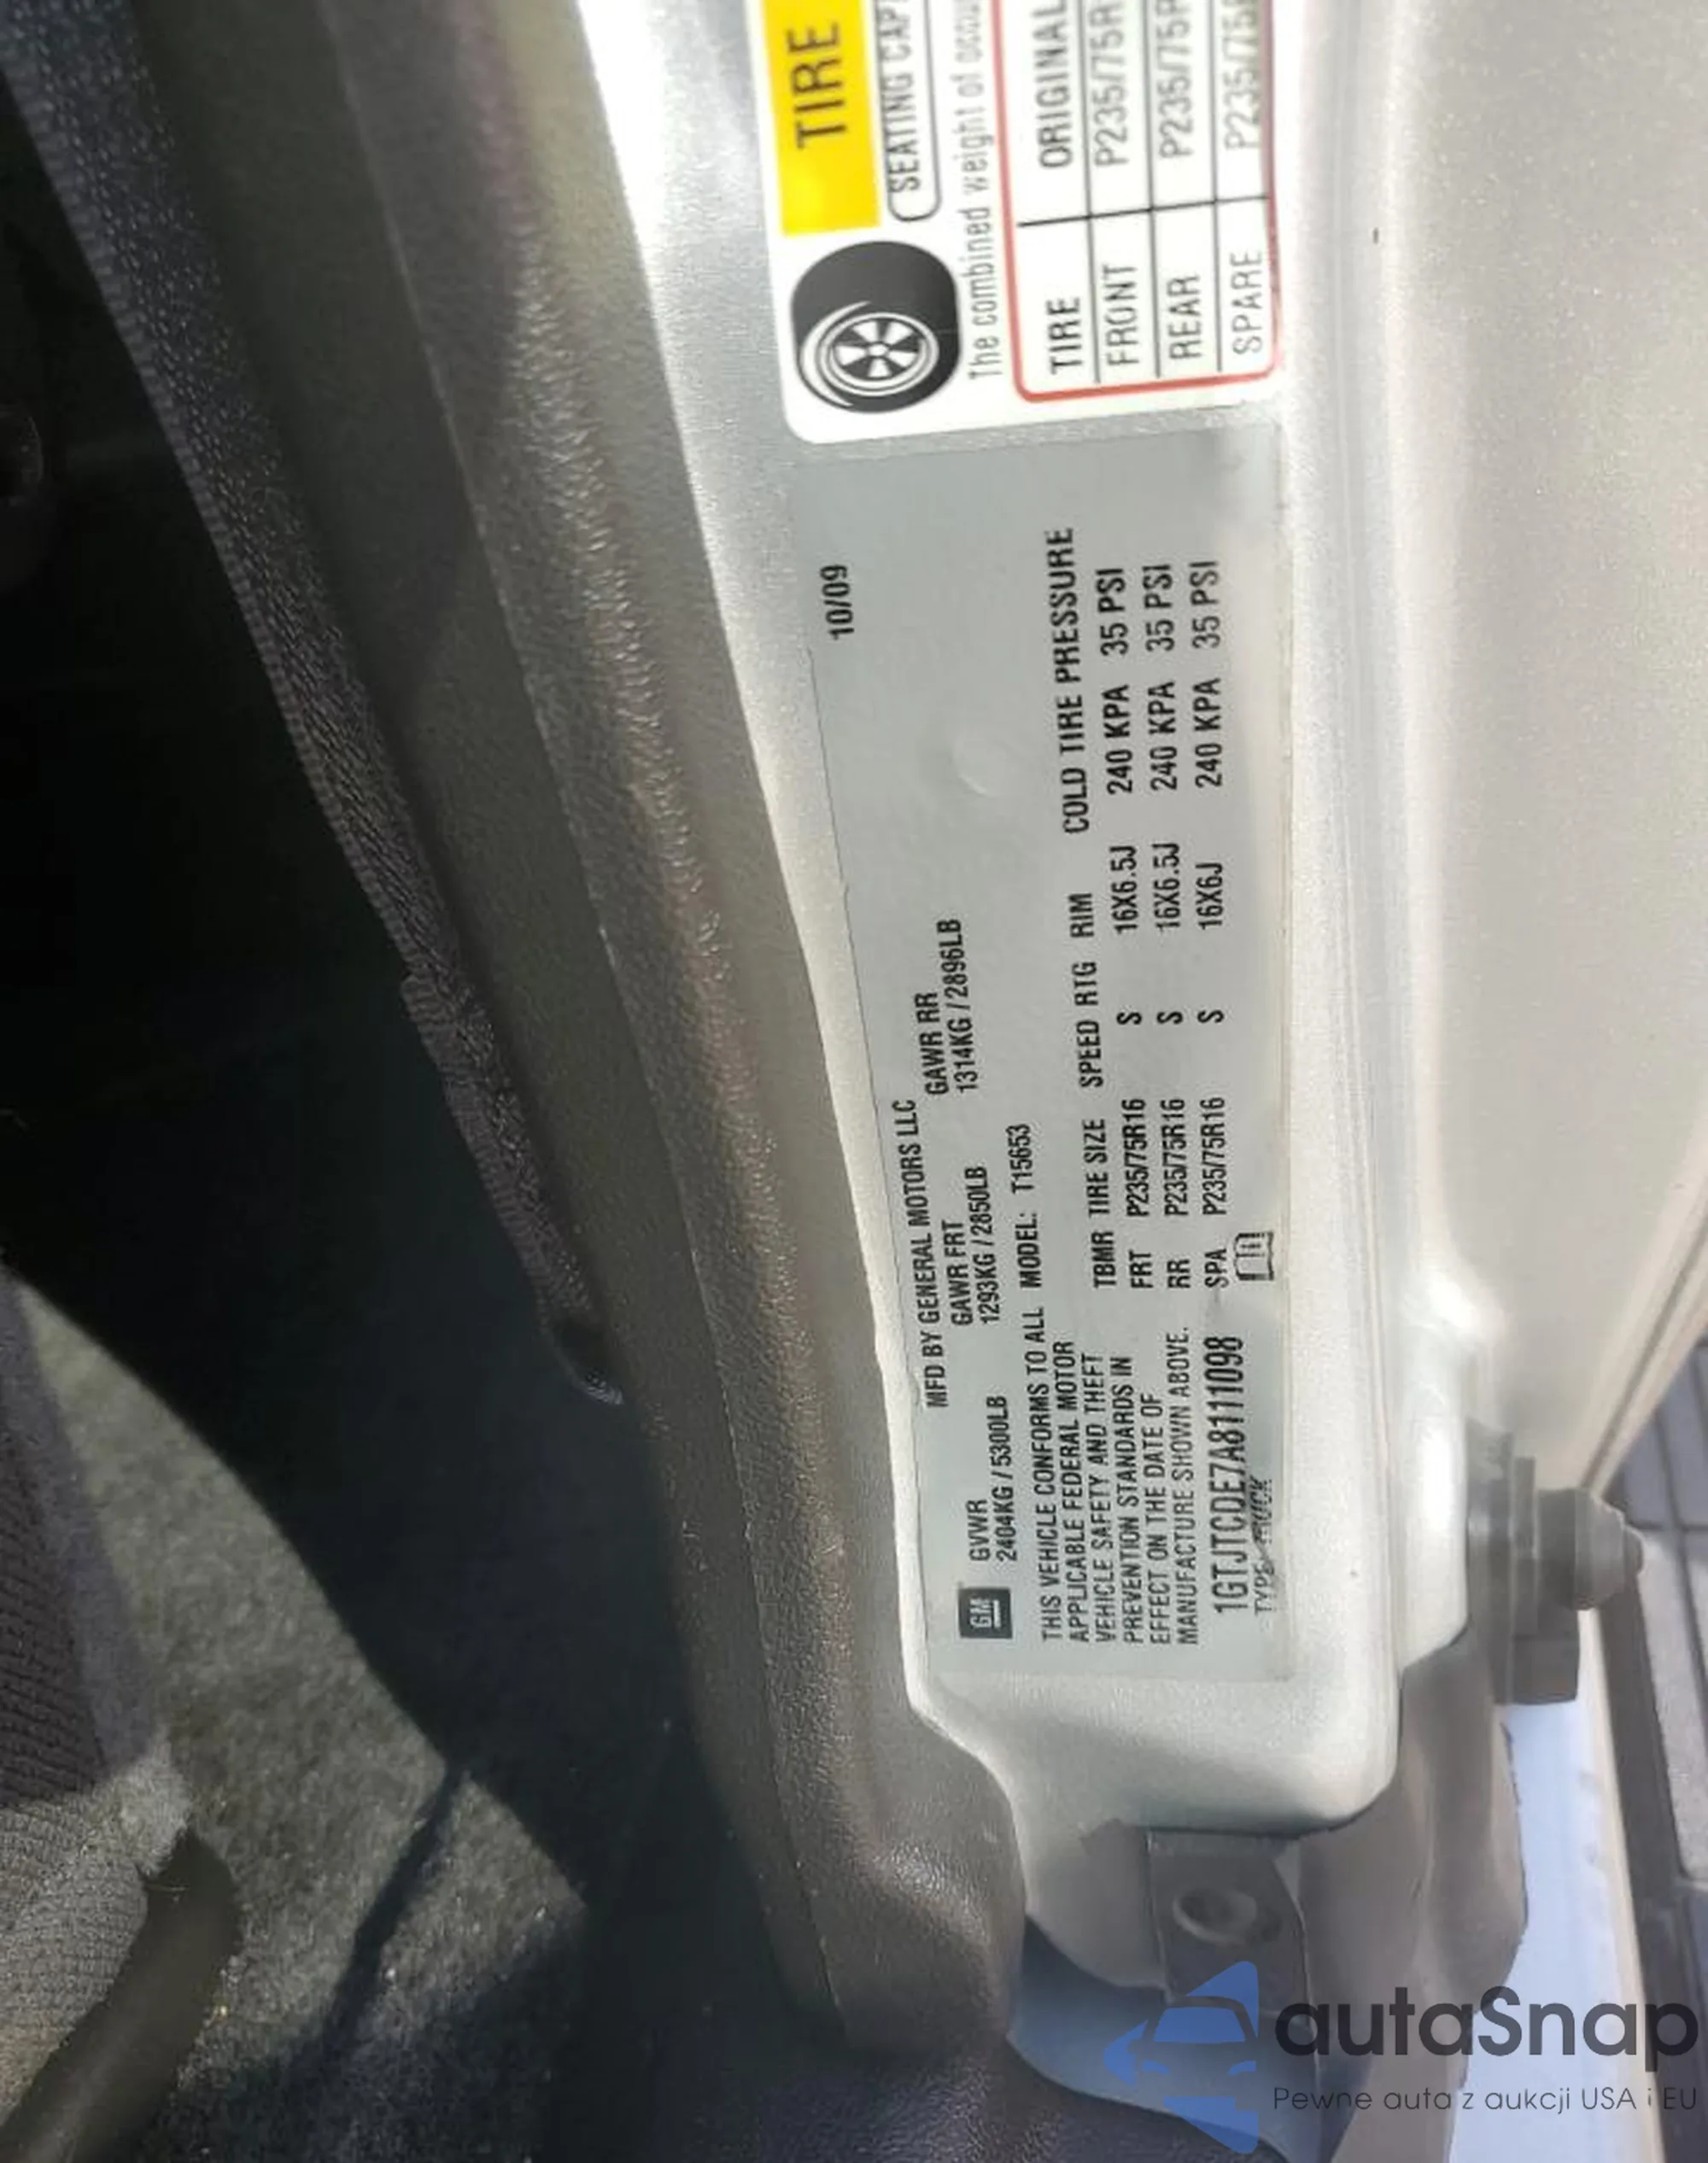 10/09
MFD BY GENERAL MOTORS LLC
GVWR GAWR FRT GAWR RR
2404KG / 5300LB 1293KG / 2850LB 1314KG / 2896LB
GM
THIS VEHICLE CONFORMS TO ALL
APPLICABLE FEDERAL MOTOR
VEHICLE SAFETY AND THEFT
PREVENTION STANDARDS IN
EFFECT ON THE DATE OF
MANUFACTURE SHOWN ABOVE.
1GTJTCDE7A8111098
MODEL: T15653
TBMR TIRE SIZE SPEED RTG RIM COLD TIRE PRESSURE
FRT P235/75R16 S 16X6.5J 240 KPA 35 PSI
RR P235/75R16 S 16X6.5J 240 KPA 35 PSI
SPA P235/75R16 S 16X6J 240 KPA 35 PSI
TIRE
SEATING CAP
The combined weight of occu
TIRE ORIGINAL
FRONT P235/75R
REAR P235/75R
SPARE P235/75
autaSnap
Pewne auta z aukcji USA i EU